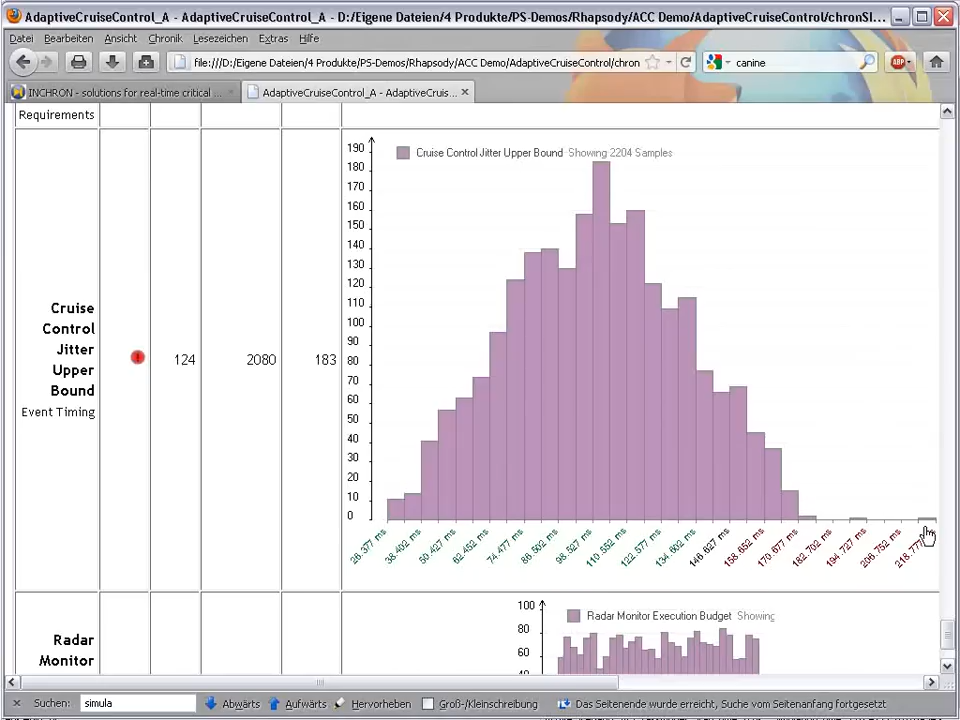 AdaptiveCruiseControl_A - AdaptiveCruiseControl_A - D:/Eigene Dateien/4 Produkte/PS-Demos/Rhapsody/ACC Demo/AdaptiveCruiseControl/chronSI...
Datei Bearbeiten Ansicht Chronik Lesezeichen Extras Hilfe
file:///D:/Eigene Dateien/4 Produkte/PS-Demos/Rhapsody/ACC Demo/AdaptiveCruiseControl/chron
canine
ABP
INCHRON - solutions for real-time critical ...
AdaptiveCruiseControl_A - AdaptiveCruis...
Requirements
Cruise Control Jitter Upper Bound Showing 2204 Samples
190
180
170
160
150
140
130
120
110
100
90
80
70
60
50
40
30
20
10
0
Cruise
Control
Jitter
Upper
Bound
Event Timing
124 2080 183
26.377 ms
38.402 ms
50.427 ms
62.452 ms
74.477 ms
86.502 ms
98.527 ms
110.552 ms
122.577 ms
134.602 ms
146.627 ms
158.652 ms
170.677 ms
182.702 ms
194.727 ms
206.752 ms
218.777
Radar
Monitor
Radar Monitor Execution Budget Showing
100
80
60
40
Suchen: simula Abwärts Aufwärts Hervorheben Groß-/Kleinschreibung Das Seitenende wurde erreicht, Suche vom Seitenanfang fortgesetzt